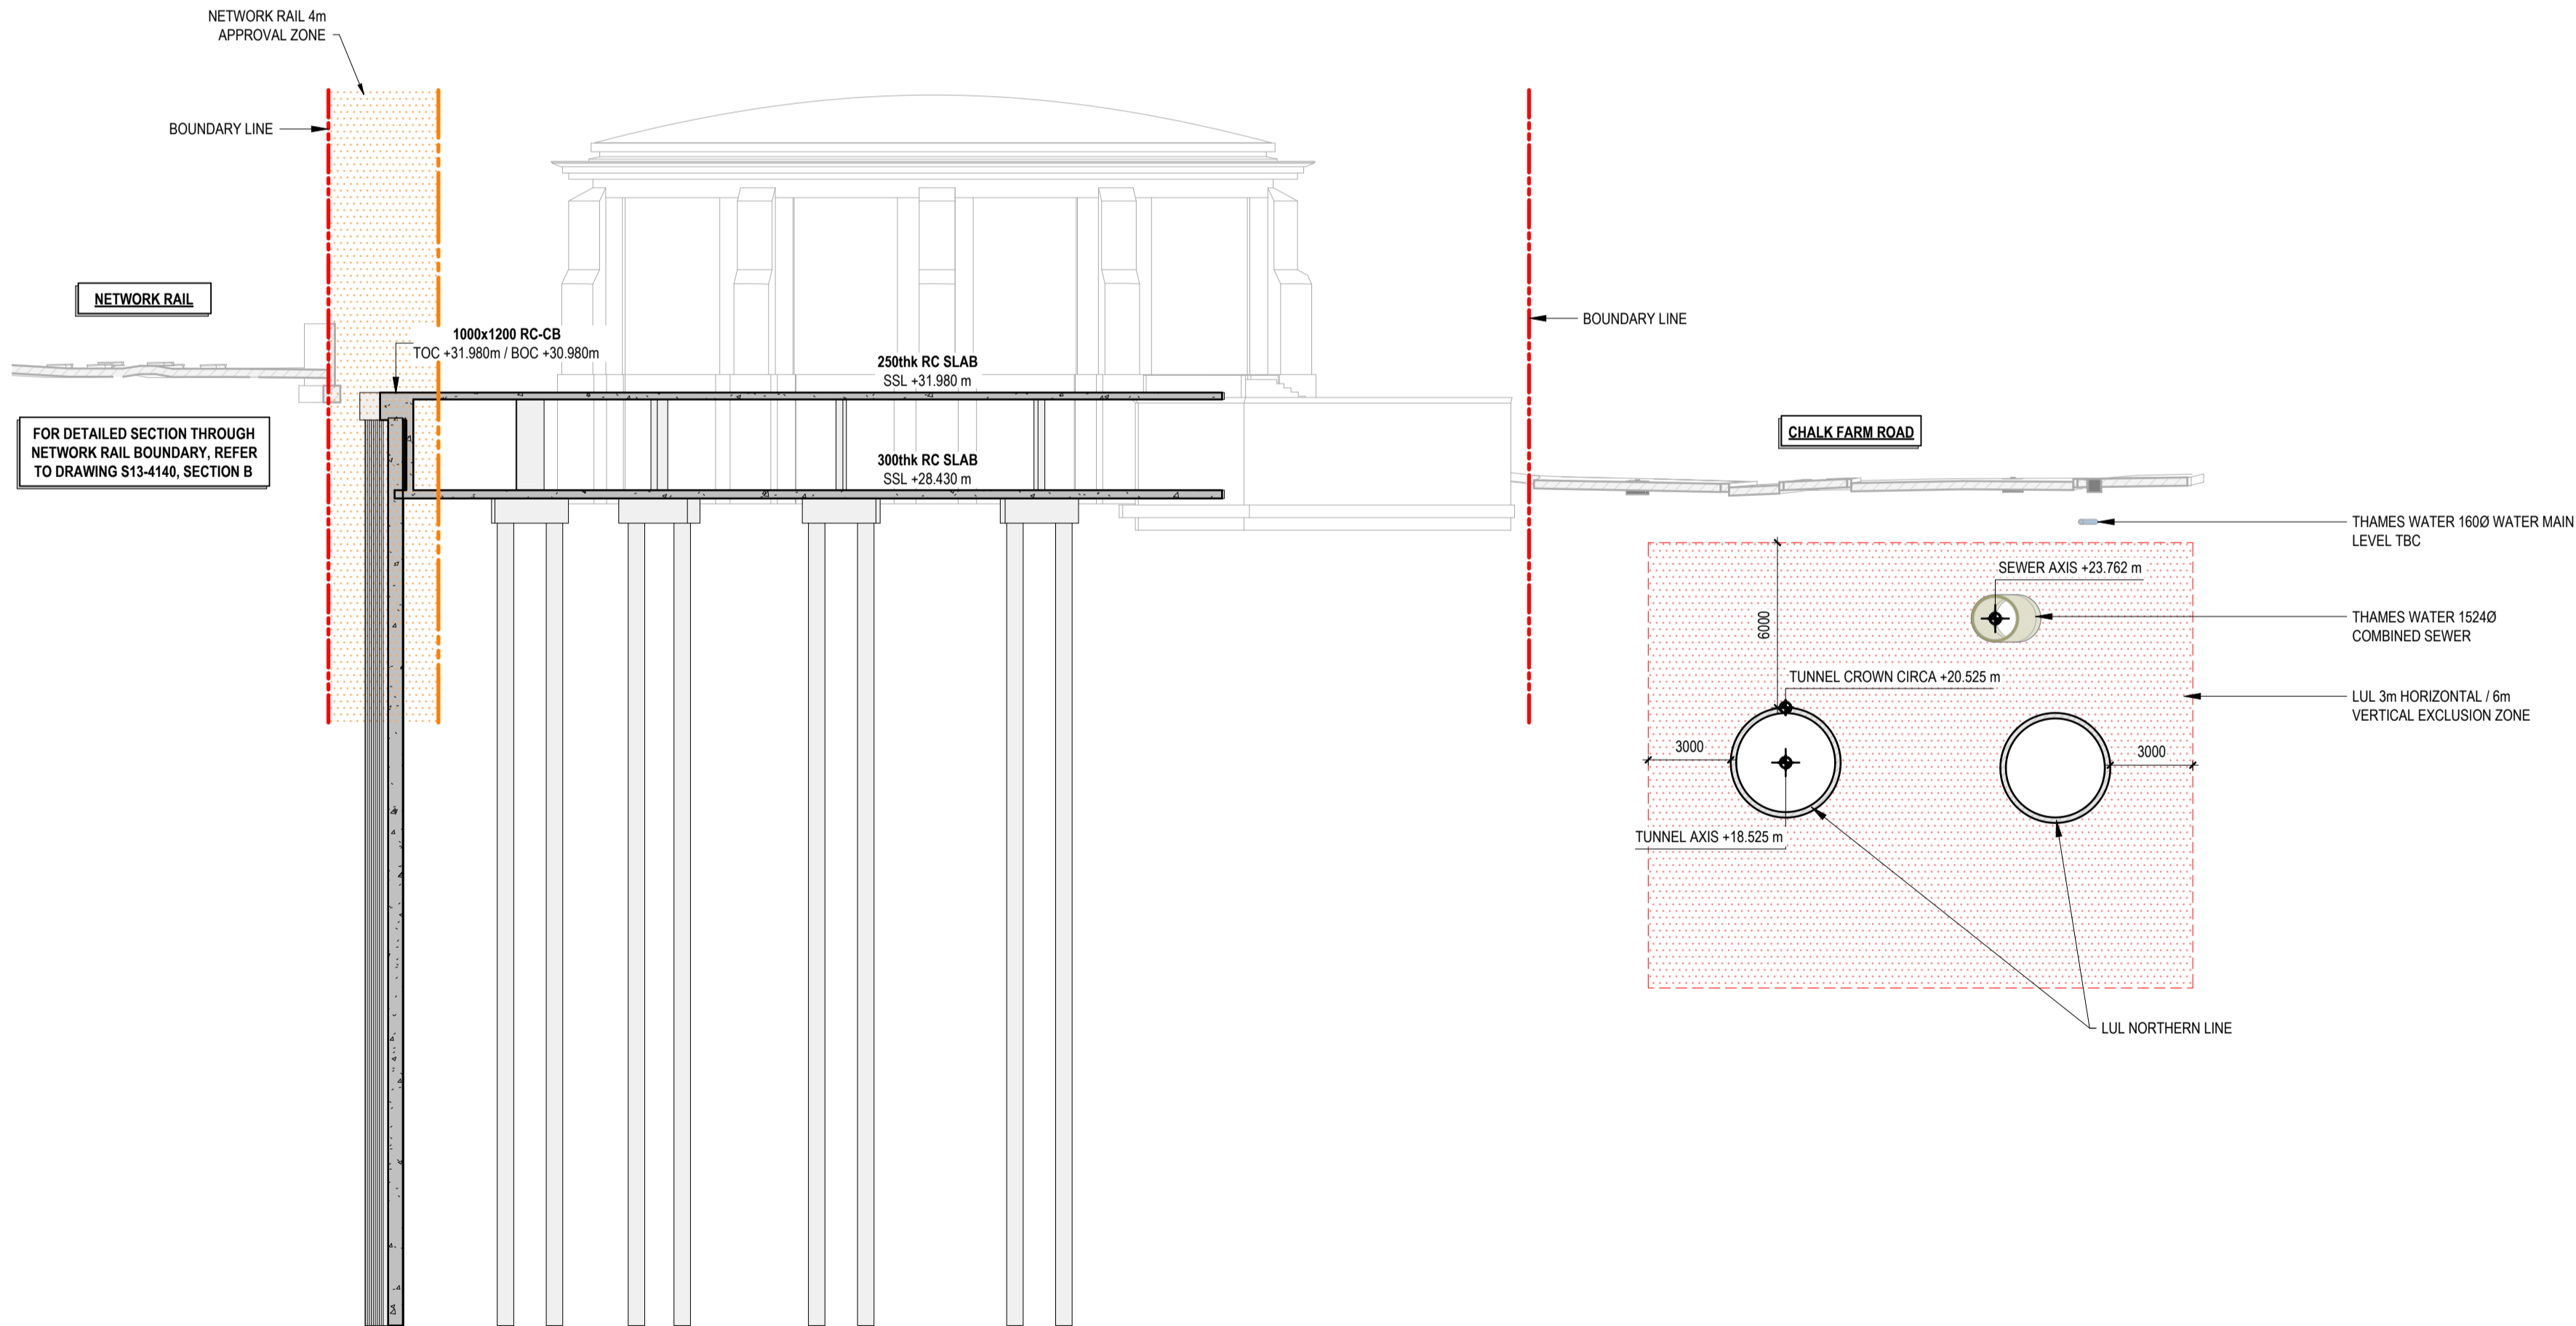 NETWORK RAIL 4m
APPROVAL ZONE
BOUNDARY LINE
NETWORK RAIL
1000x1200 RC-CB
TOC +31.980m / BOC +30.980m
FOR DETAILED SECTION THROUGH
NETWORK RAIL BOUNDARY, REFER
TO DRAWING S13-4140, SECTION B
250thk RC SLAB
SSL +31.980 m
300thk RC SLAB
SSL +28.430 m
BOUNDARY LINE
CHALK FARM ROAD
THAMES WATER 160Ø WATER MAIN
LEVEL TBC
SEWER AXIS +23.762 m
THAMES WATER 1524Ø
COMBINED SEWER
6000
TUNNEL CROWN CIRCA +20.525 m
LUL 3m HORIZONTAL / 6m
VERTICAL EXCLUSION ZONE
3000
3000
TUNNEL AXIS +18.525 m
LUL NORTHERN LINE